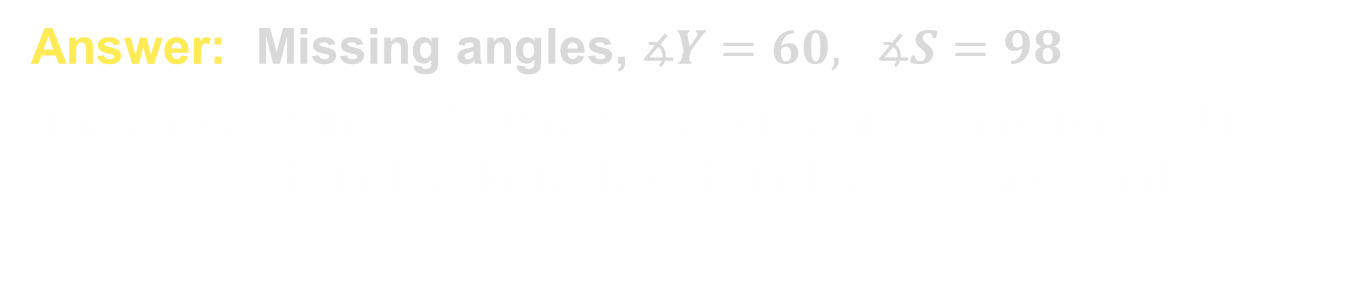 Answer: Missing angles, ∡Y = 60, ∡S = 98